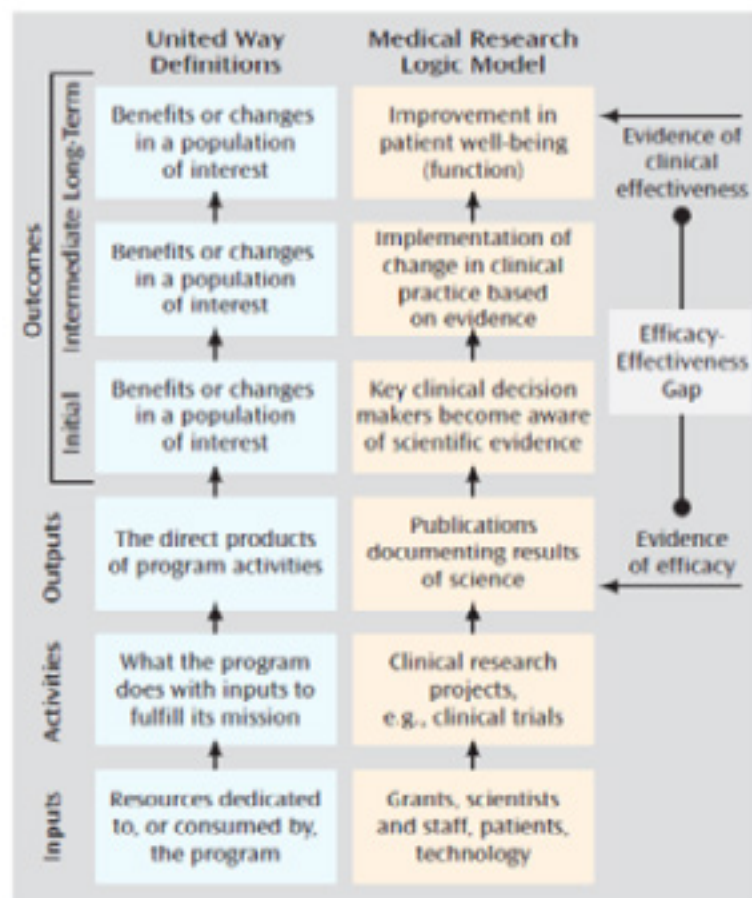 United Way
Definitions
Medical Research
Logic Model
Outcomes
Long-Term
Benefits or changes
in a population
of interest
Improvement in
patient well-being
(function)
Evidence of
clinical
effectiveness
Intermediate
Benefits or changes
in a population
of interest
Implementation of
change in clinical
practice based
on evidence
Efficacy-
Effectiveness
Gap
Initial
Benefits or changes
in a population
of interest
Key clinical decision
makers become aware
of scientific evidence
Outputs
The direct products
of program activities
Publications
documenting results
of science
Evidence
of efficacy
Activities
What the program
does with inputs to
fulfill its mission
Clinical research
projects,
e.g., clinical trials
Inputs
Resources dedicated
to, or consumed by,
the program
Grants, scientists
and staff, patients,
technology